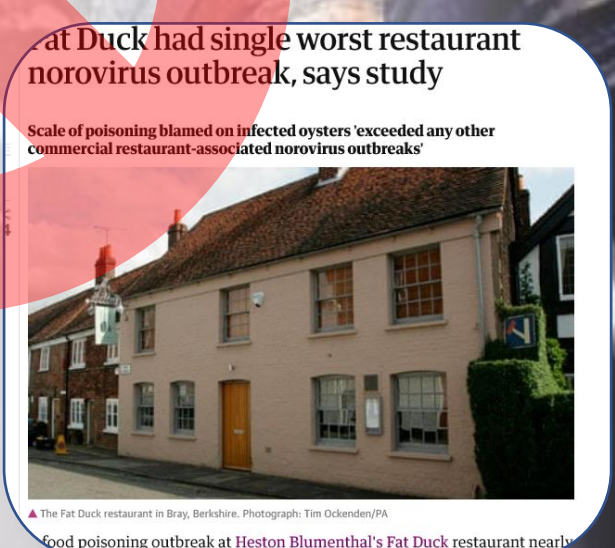 Fat Duck had single worst restaurant
norovirus outbreak, says study
Scale of poisoning blamed on infected oysters 'exceeded any other
commercial restaurant-associated norovirus outbreaks'
▲ The Fat Duck restaurant in Bray, Berkshire. Photograph: Tim Ockenden/PA
food poisoning outbreak at Heston Blumenthal's Fat Duck restaurant nearly